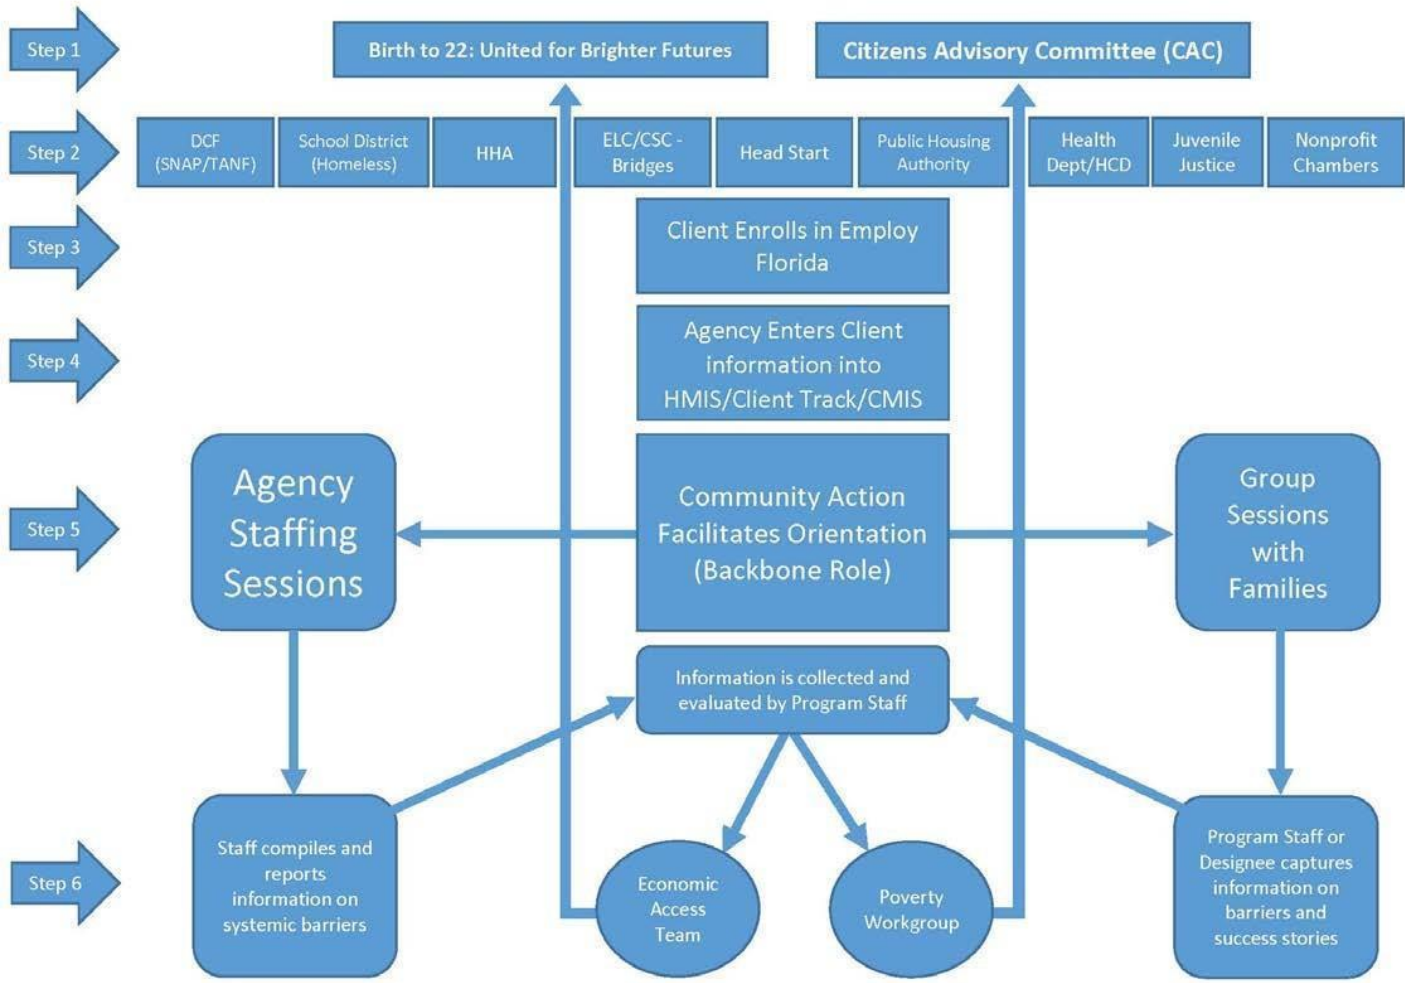 Step 1
Birth to 22: United for Brighter Futures
Citizens Advisory Committee (CAC)
Step 2
DCF
(SNAP/TANF)
School District
(Homeless)
HHA
ELC/CSC -
Bridges
Head Start
Public Housing
Authority
Health
Dept/HCD
Juvenile
Justice
Nonprofit
Chambers
Step 3
Client Enrolls in Employ
Florida
Step 4
Agency Enters Client
information into
HMIS/Client Track/CMIS
Step 5
Agency
Staffing
Sessions
Community Action
Facilitates Orientation
(Backbone Role)
Group
Sessions
with
Families
Information is collected and
evaluated by Program Staff
Step 6
Staff compiles and
reports
information on
systemic barriers
Economic
Access
Team
Poverty
Workgroup
Program Staff or
Designee captures
information on
barriers and
success stories